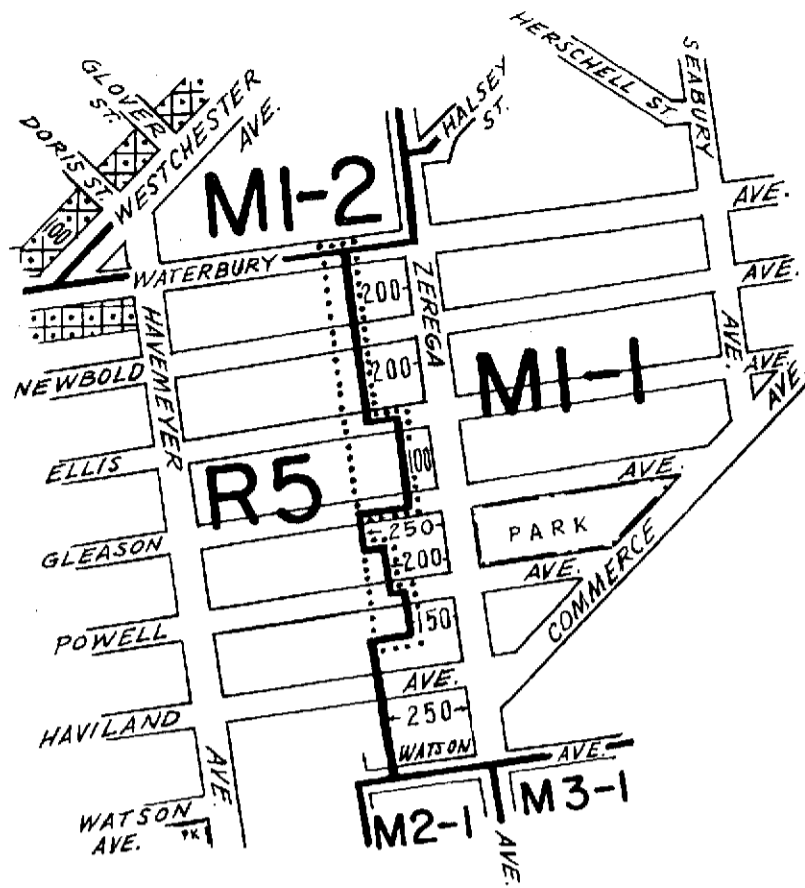 HERSCHELL ST.
SEABURY
GLOVER
ST.
DORIS ST.
WESTCHESTER
AVE.
HALSEY
ST.
100
M1-2
AVE.
WATERBURY
ZEREGA
200
AVE.
HAVEMEYER
NEWBOLD
200
M1-1
AVE.
AVE.
AVE.
ELLIS
R5
100
AVE.
250
PARK
GLEASON
200
AVE.
COMMERCE
POWELL
150
AVE.
HAVILAND
250
AVE.
WATSON
AVE.
WATSON
AVE.
PK
M2-1
M3-1
AVE.